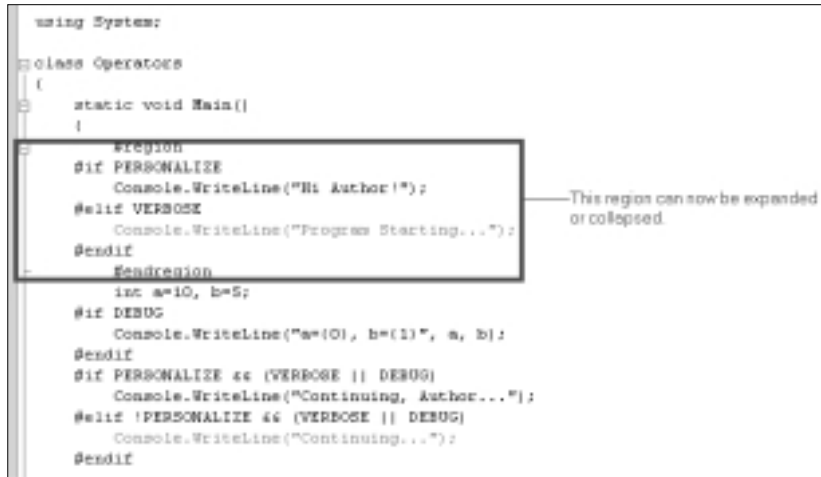 using System;
class Operators
{
static void Main()
{
#region
#if PERSONALIZE
Console.WriteLine("Hi Author!");
#elif VERBOSE
Console.WriteLine("Program Starting...");
#endif
#endregion
int a=10, b=5;
#if DEBUG
Console.WriteLine("a={0}, b={1}", a, b);
#endif
#if PERSONALIZE && (VERBOSE || DEBUG)
Console.WriteLine("Continuing, Author...");
#elif !PERSONALIZE && (VERBOSE || DEBUG)
Console.WriteLine("Continuing...");
#endif
This region can now be expanded
or collapsed.